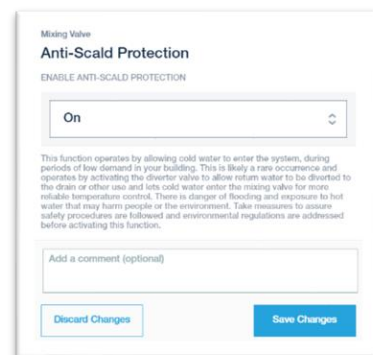 Mixing Valve
Anti-Scald Protection
ENABLE ANTI-SCALD PROTECTION
On
This function operates by allowing cold water to enter the system, during
periods of low demand in your building. This is likely a rare occurrence and
operates by activating the diverter valve to allow return water to be diverted to
the drain or other use and lets cold water enter the mixing valve for more
reliable temperature control. There is danger of flooding and exposure to hot
water that may harm people or the environment. Take measures to assure
safety procedures are followed and environmental regulations are addressed
before activating this function.
Add a comment (optional)
Discard Changes
Save Changes